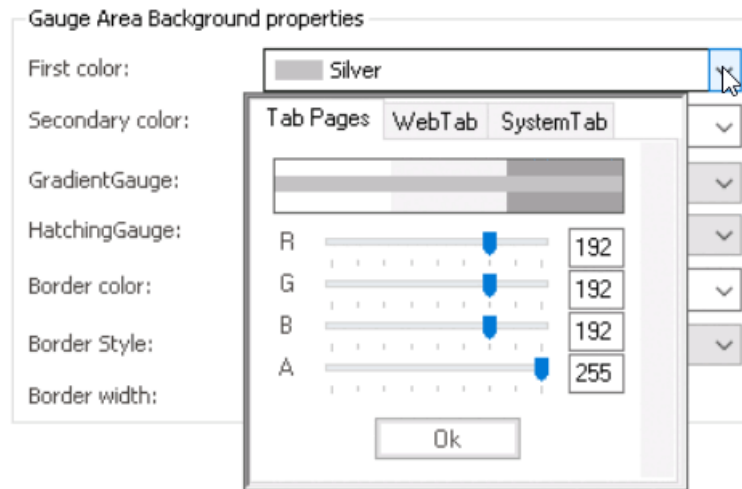 Gauge Area Background properties
First color:
Silver
Secondary color:
Tab Pages WebTab SystemTab
GradientGauge:
HatchingGauge:
R 192
G 192
Border color:
B 192
Border Style:
A 255
Border width:
Ok